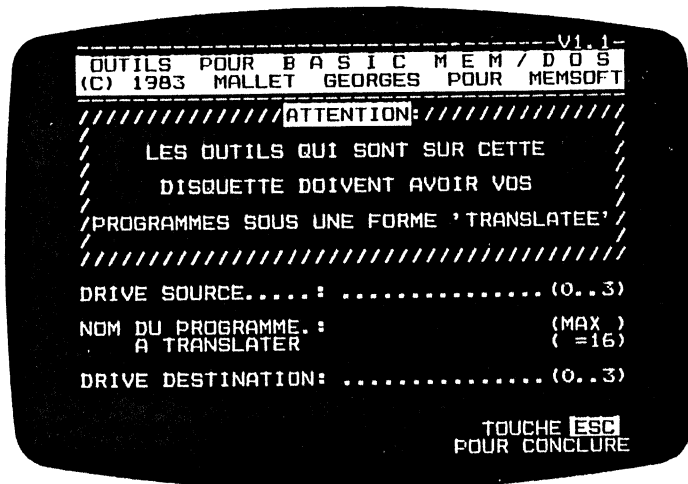 V1.1
OUTILS POUR B A S I C M E M / D O S
(C) 1983 MALLET GEORGES POUR MEMSOFT
///////////////ATTENTION:///////////////
/ LES OUTILS QUI SONT SUR CETTE /
/ DISQUETTE DOIVENT AVOIR VOS /
/PROGRAMMES SOUS UNE FORME 'TRANSLATEE'/
////////////////////////////////////////
DRIVE SOURCE.....: ................(0..3)
NOM DU PROGRAMME.: (MAX )
A TRANSLATER ( =16)
DRIVE DESTINATION: ................(0..3)
TOUCHE ESC
POUR CONCLURE